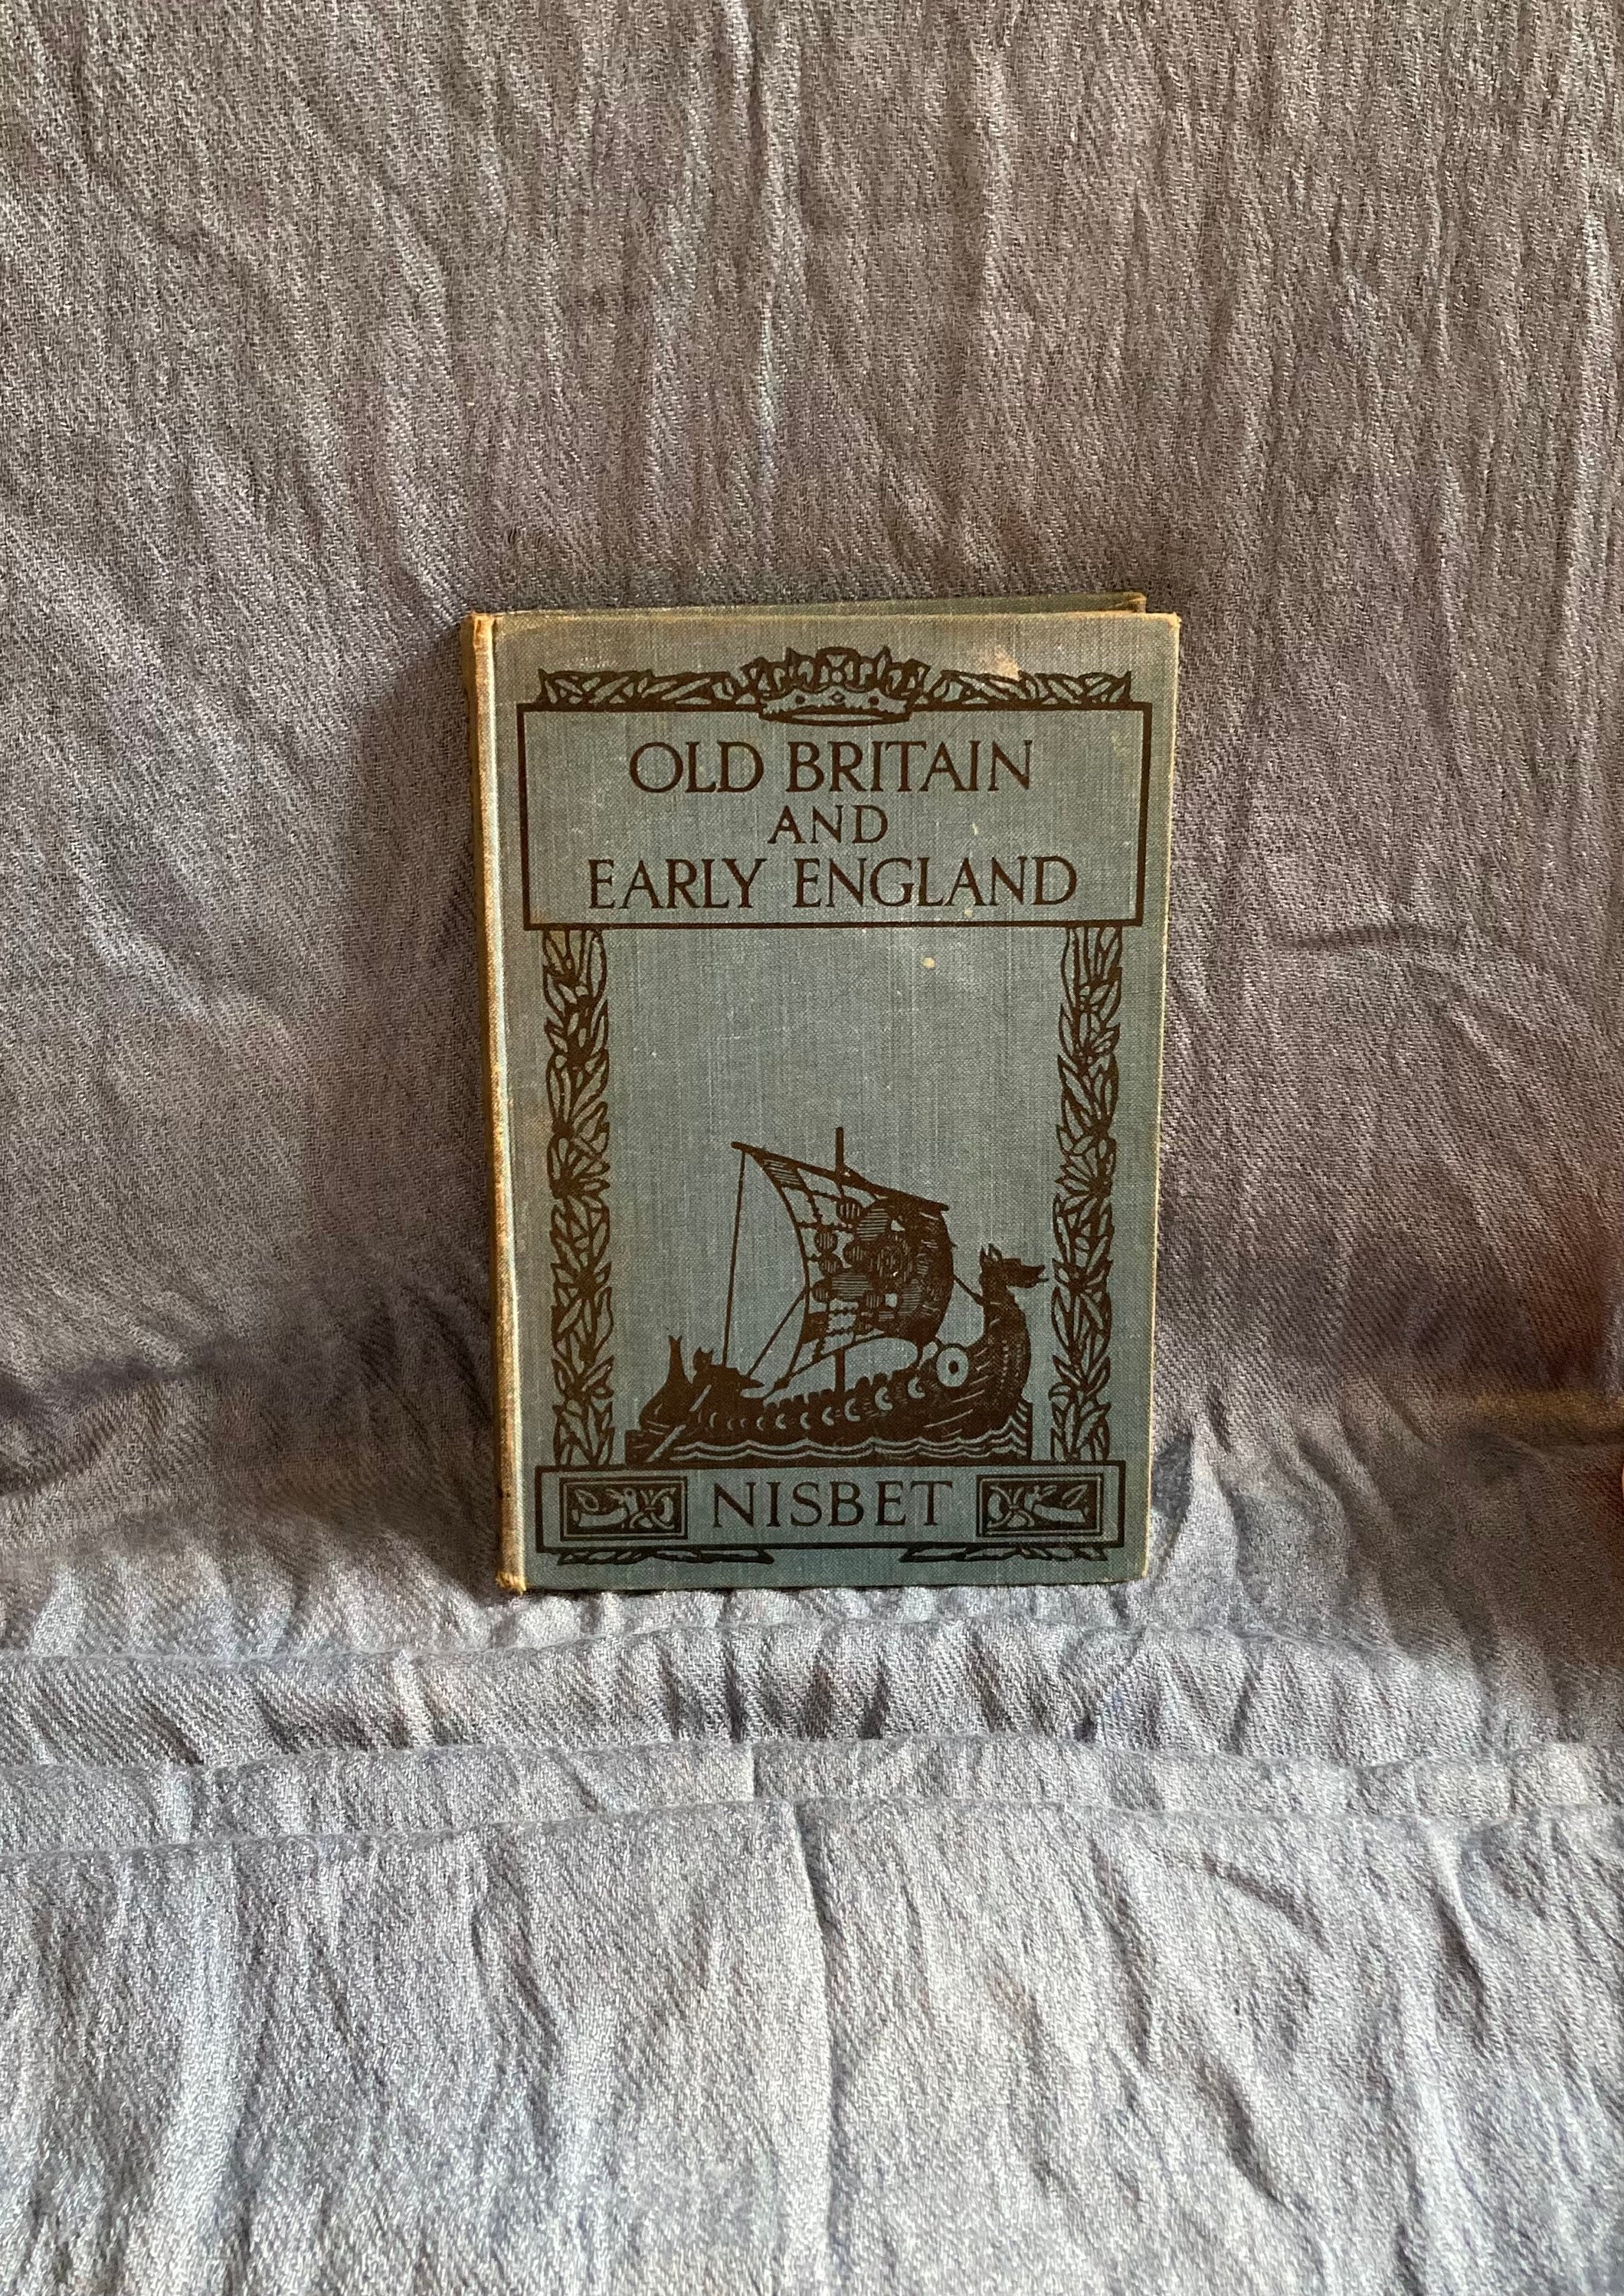 OLD BRITAIN
AND
EARLY ENGLAND
NISBET